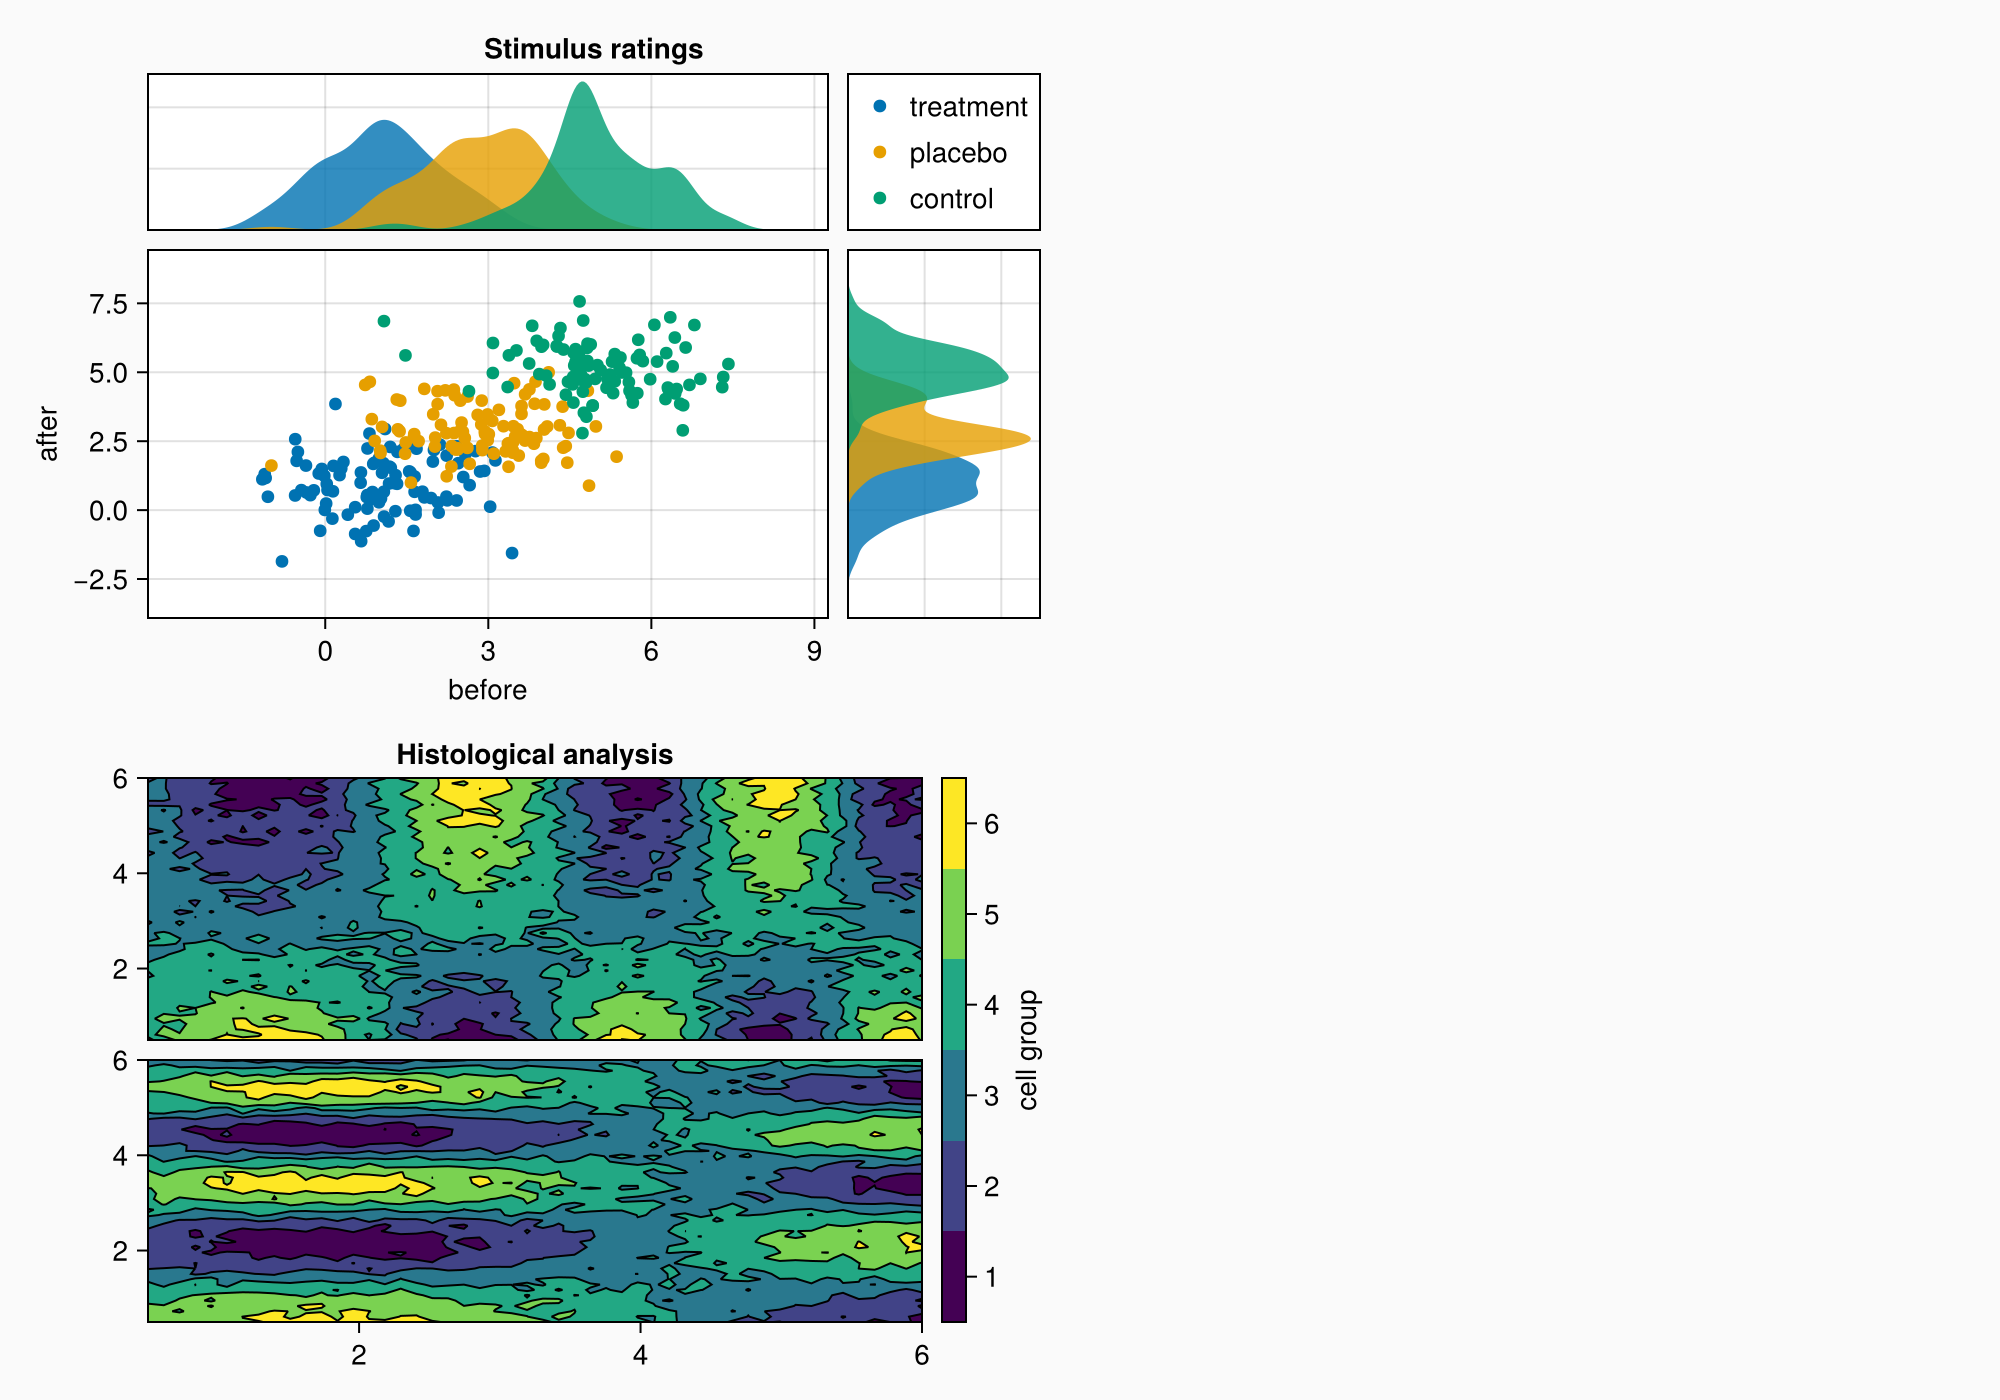 Stimulus ratings
treatment
placebo
control
after
7.5
5.0
2.5
0.0
−2.5
0 3 6 9
before
Histological analysis
6
4
2
6
4
2
2 4 6
6
5
4
3
2
1
cell group